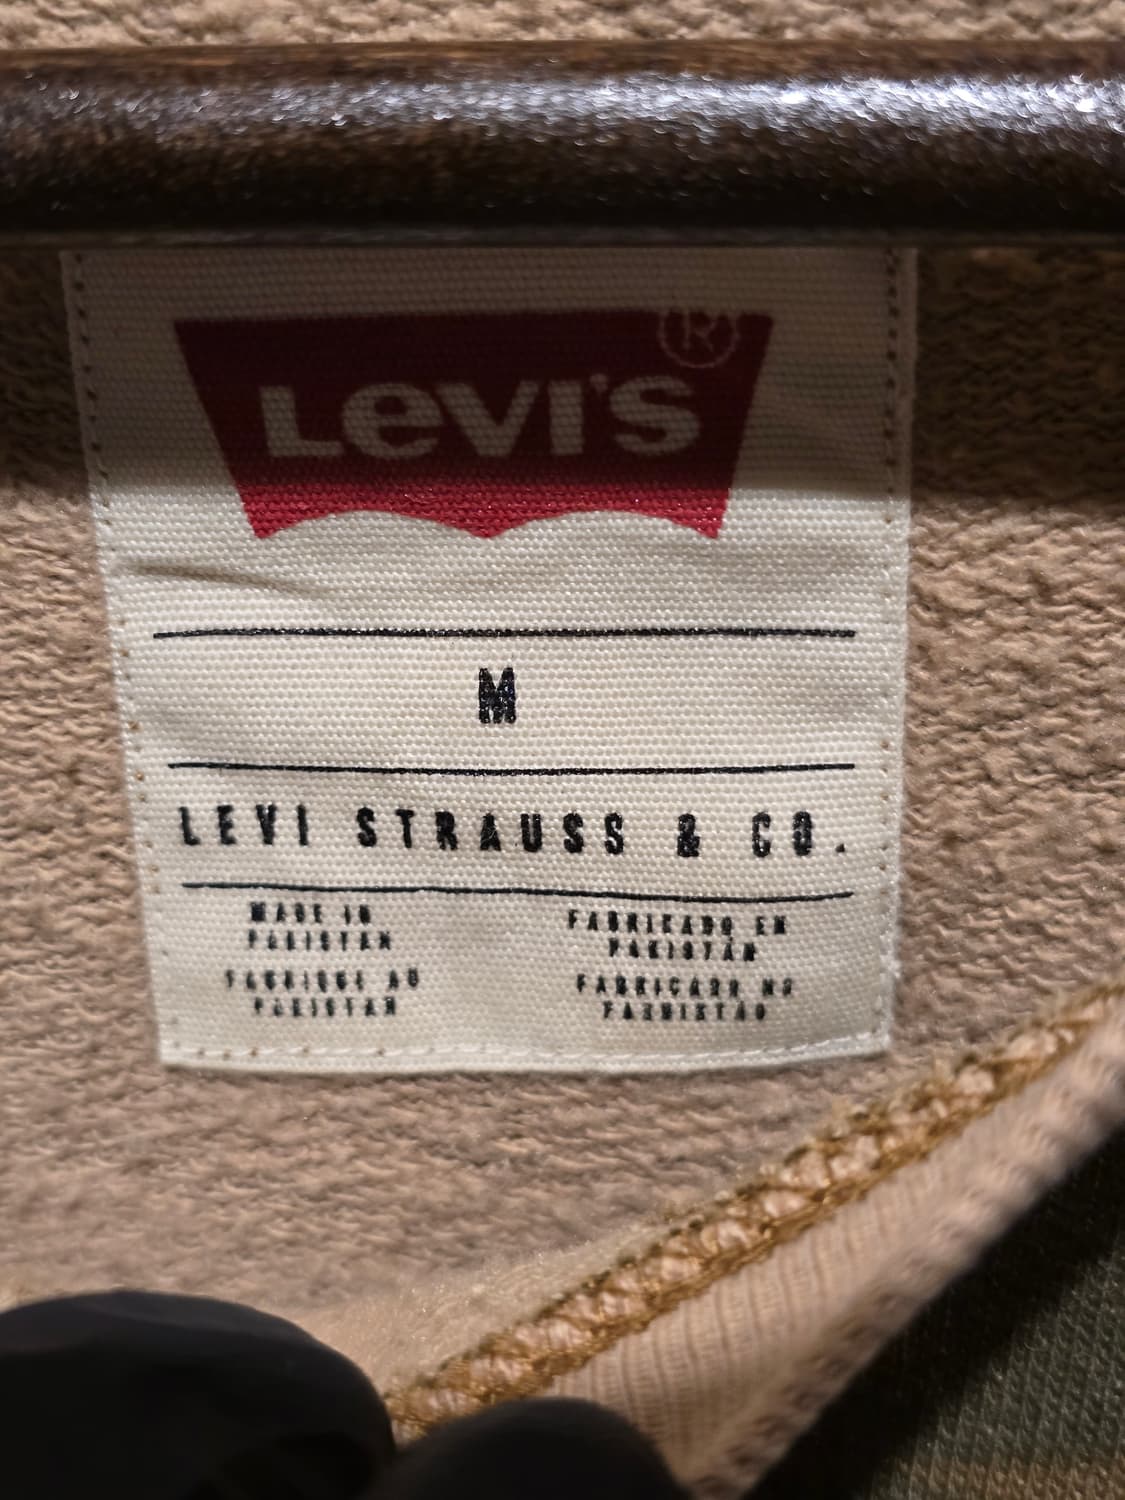 LEVI'S ®
M
LEVI STRAUSS & CO.
MADE IN
PAKISTAN
FABRIQUÉ AU
PAKISTAN
FABRICADO EN
PAKISTÁN
FABRICADO NO
PAQUISTÃO